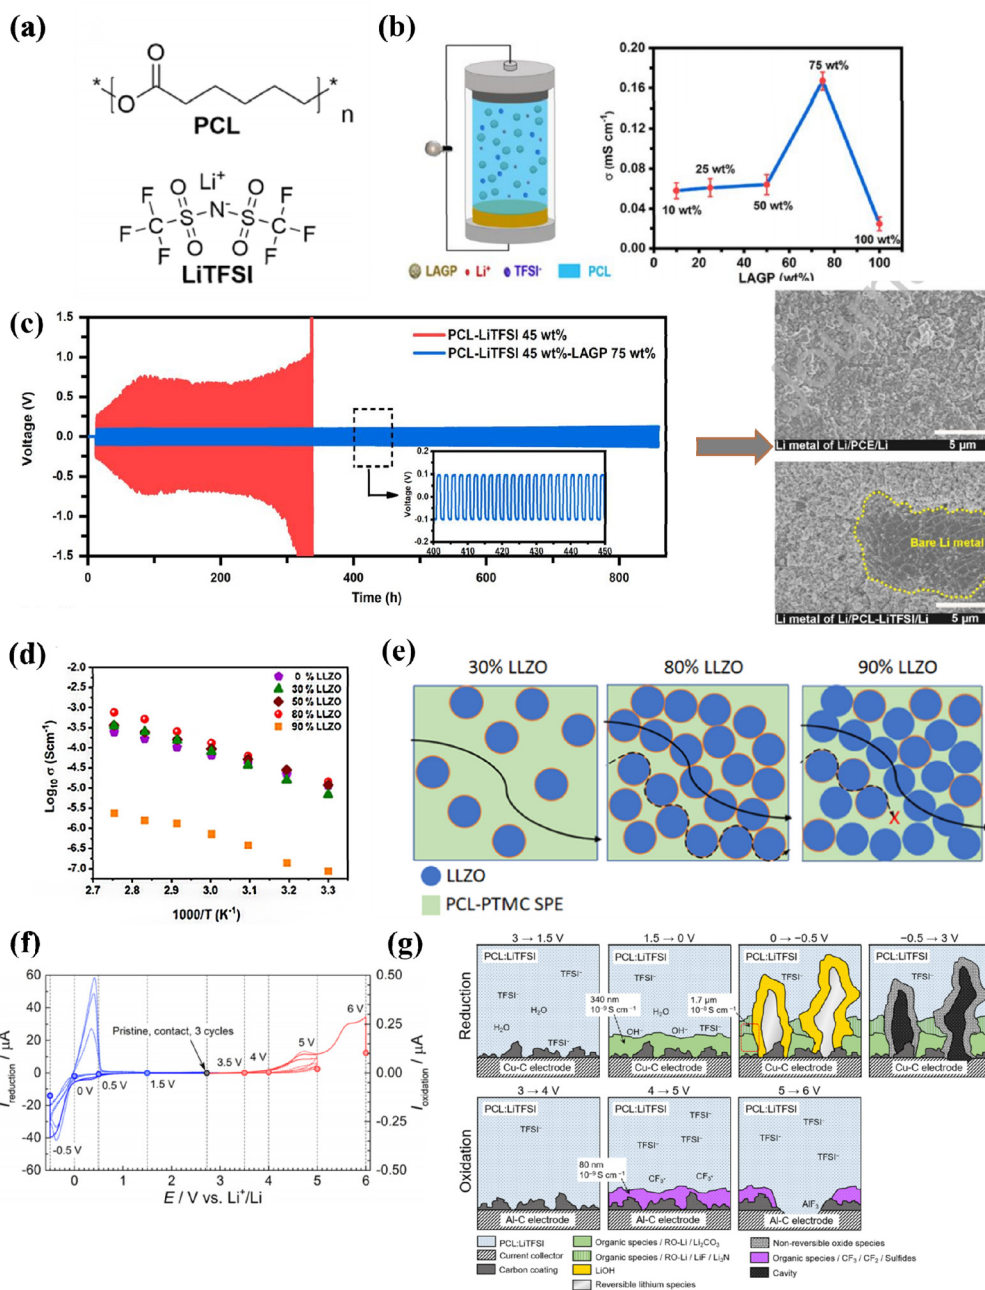 (a)
O
O
*
*
n
PCL
Li⁺
F
O
O
F
F
S
N⁻
S
F
F
O
O
F
LiTFSI
(b)
LAGP
Li⁺
TFSI⁻
PCL
σ (mS cm⁻¹)
0.20
0.16
0.12
0.08
0.04
0.00
75 wt%
25 wt%
10 wt%
50 wt%
100 wt%
0 20 40 60 80 100
LAGP (wt%)
(c)
Voltage (V)
1.5
1.0
0.5
0.0
-0.5
-1.0
-1.5
PCL-LiTFSI 45 wt%
PCL-LiTFSI 45 wt%-LAGP 75 wt%
Voltage (V)
0.2
0.1
0.0
-0.1
-0.2
400 410 420 430 440 450
0 200 400 600 800
Time (h)
Li metal of Li/PCE/Li
5 µm
Bare Li metal
Li metal of Li/PCL-LiTFSI/Li
5 µm
(d)
Log₁₀ σ (Scm⁻¹)
-2.0
-2.5
-3.0
-3.5
-4.0
-4.5
-5.0
-5.5
-6.0
-6.5
-7.0
0 % LLZO
30 % LLZO
50 % LLZO
80 % LLZO
90 % LLZO
2.7 2.8 2.9 3.0 3.1 3.2 3.3
1000/T (K⁻¹)
(e)
30% LLZO
80% LLZO
90% LLZO
X
LLZO
PCL-PTMC SPE
(f)
I reduction / µA
60
40
20
0
-20
-40
-60
I oxidation / µA
0.50
0.25
0.00
-0.25
-0.50
Pristine, contact, 3 cycles
-0.5 V
0 V
0.5 V
1.5 V
3.5 V
4 V
5 V
6 V
0 1 2 3 4 5 6
E / V vs. Li⁺/Li
(g)
Reduction
3 → 1.5 V
1.5 → 0 V
0 → −0.5 V
−0.5 → 3 V
PCL:LiTFSI
TFSI⁻
H₂O
H₂O
TFSI⁻
Cu-C electrode
PCL:LiTFSI
TFSI⁻
340 nm
10⁻⁹ S cm⁻¹
H₂O
OH⁻
OH⁻
TFSI⁻
Cu-C electrode
PCL:LiTFSI
TFSI⁻
1.7 µm
10⁻⁸ S cm⁻¹
Cu-C electrode
PCL:LiTFSI
TFSI⁻
Cu-C electrode
Oxidation
3 → 4 V
4 → 5 V
5 → 6 V
PCL:LiTFSI
TFSI⁻
Al-C electrode
PCL:LiTFSI
TFSI⁻
TFSI⁻
TFSI⁻
80 nm
10⁻⁹ S cm⁻¹
CF₃·
CF₃·
Al-C electrode
PCL:LiTFSI
TFSI⁻
TFSI⁻
AlF₃
Al-C electrode
PCL:LiTFSI
Current collector
Carbon coating
Organic species / RO-Li / Li₂CO₃
Organic species / RO-Li / LiF / Li₃N
LiOH
Reversible lithium species
Non-reversible oxide species
Organic species / CF₃ / CF₂ / Sulfides
Cavity